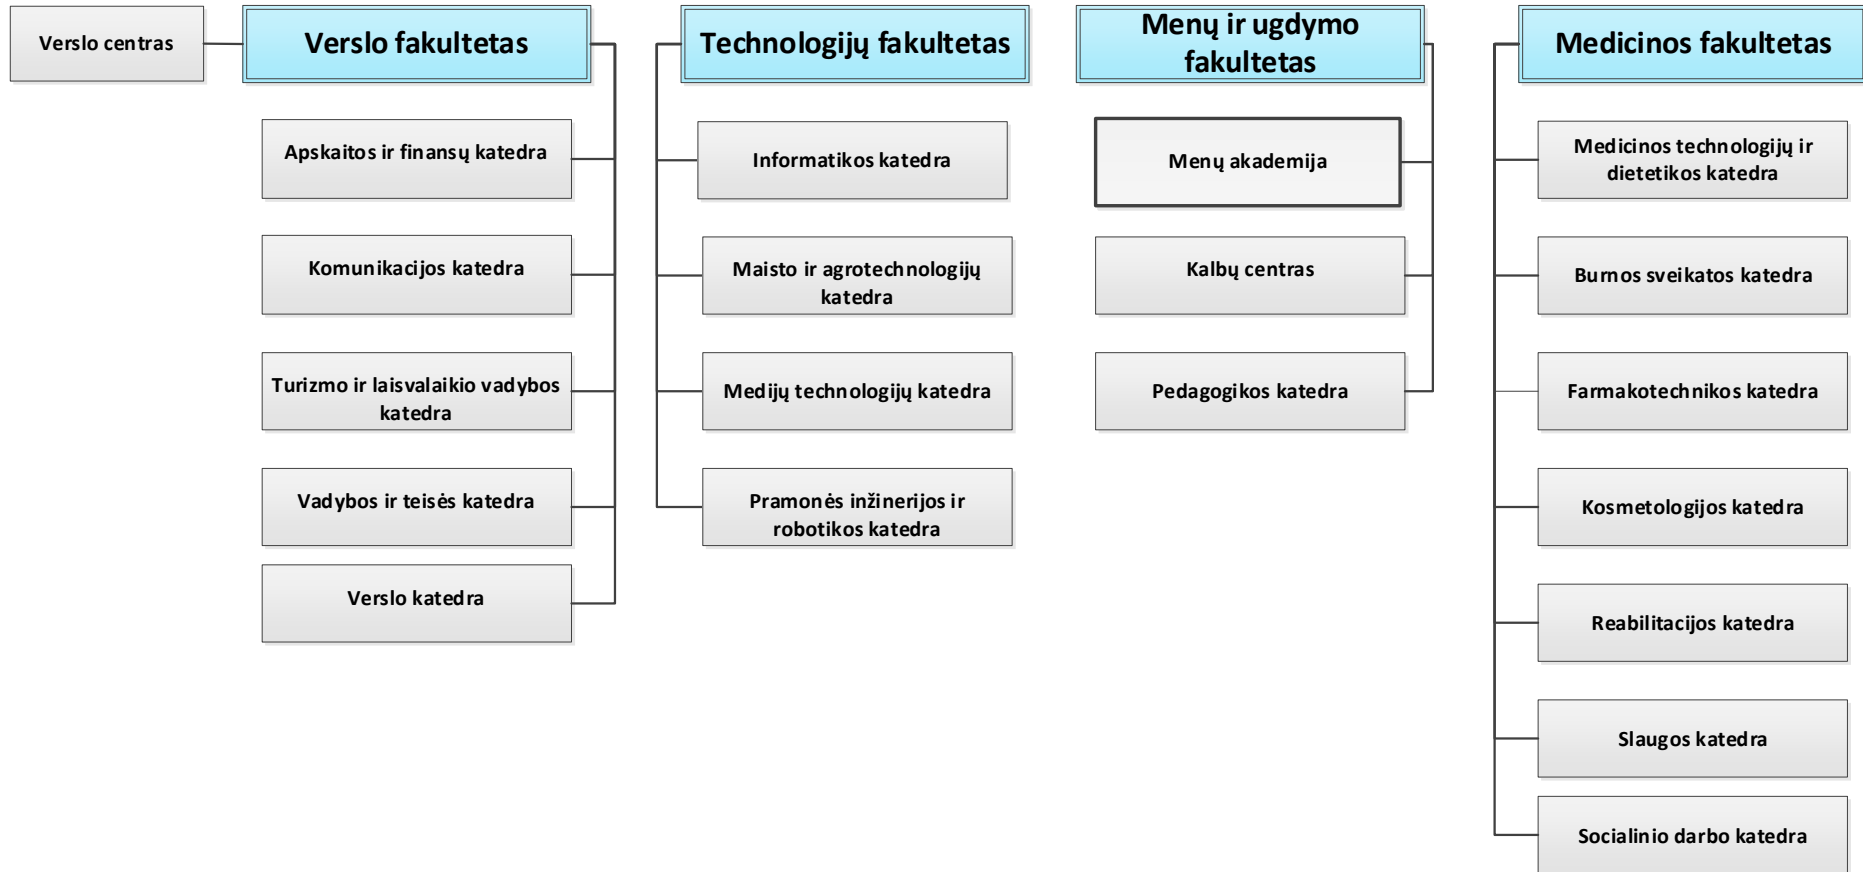 Verslo centras
Verslo fakultetas
Apskaitos ir finansų katedra
Komunikacijos katedra
Turizmo ir laisvalaikio vadybos
katedra
Vadybos ir teisės katedra
Verslo katedra
Technologijų fakultetas
Informatikos katedra
Maisto ir agrotechnologijų
katedra
Medijų technologijų katedra
Pramonės inžinerijos ir
robotikos katedra
Menų ir ugdymo
fakultetas
Menų akademija
Kalbų centras
Pedagogikos katedra
Medicinos fakultetas
Medicinos technologijų ir
dietetikos katedra
Burnos sveikatos katedra
Farmakotechnikos katedra
Kosmetologijos katedra
Reabilitacijos katedra
Slaugos katedra
Socialinio darbo katedra